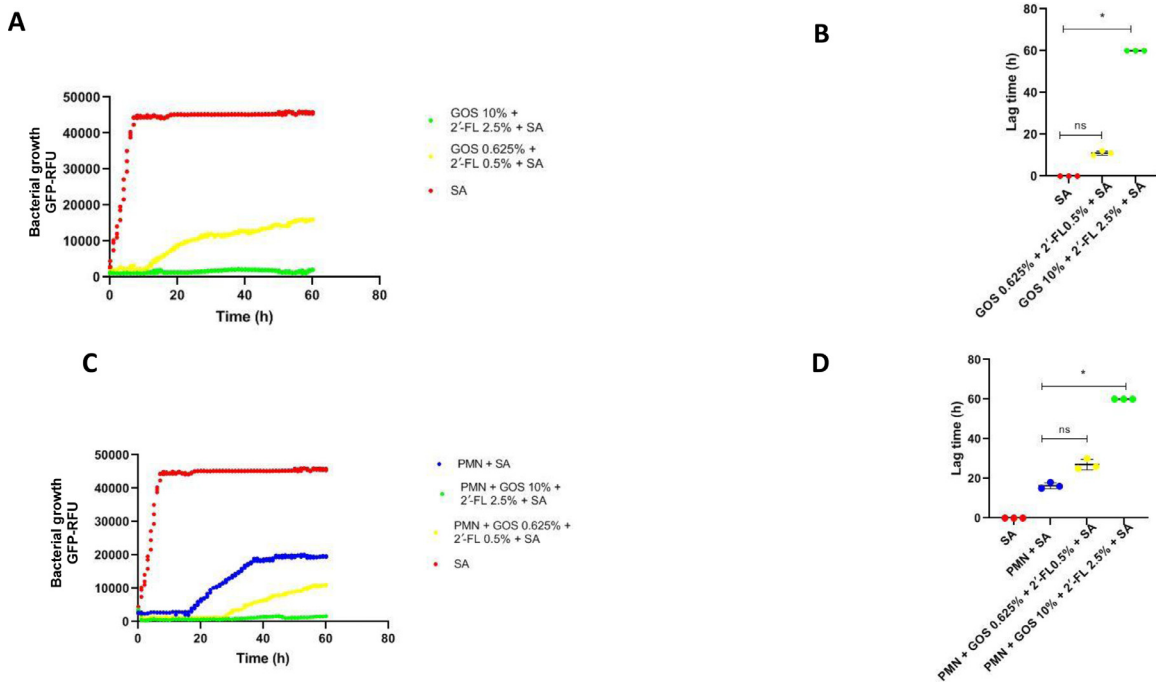 A
Bacterial growth
GFP-RFU
50000
40000
30000
20000
10000
0
0
20
40
60
80
Time (h)
GOS 10% +
2′-FL 2.5% + SA
GOS 0.625% +
2′-FL 0.5% + SA
SA
B
Lag time (h)
80
60
40
20
0
*
ns
SA
GOS 0.625% + 2′-FL0.5% + SA
GOS 10% + 2′-FL 2.5% + SA
C
Bacterial growth
GFP-RFU
50000
40000
30000
20000
10000
0
0
20
40
60
80
Time (h)
PMN + SA
PMN + GOS 10% +
2′-FL 2.5% + SA
PMN + GOS 0.625% +
2′-FL 0.5% + SA
SA
D
Lag time (h)
80
60
40
20
0
*
ns
SA
PMN + SA
PMN + GOS 0.625% + 2′-FL0.5% + SA
PMN + GOS 10% + 2′-FL 2.5% + SA